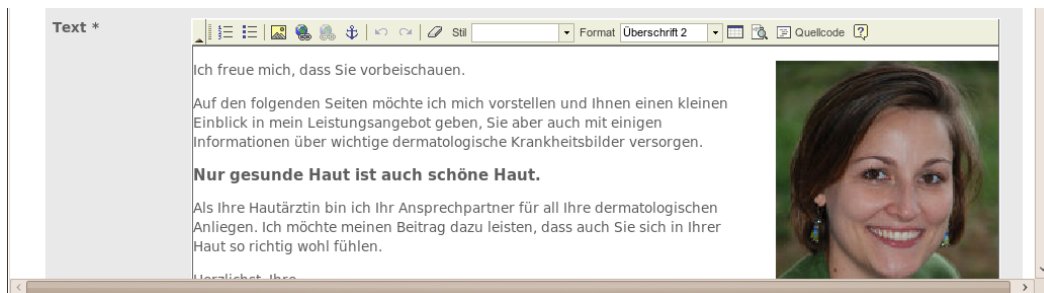 Text *
Stil Format Überschrift 2 Quellcode
Ich freue mich, dass Sie vorbeischauen.
Auf den folgenden Seiten möchte ich mich vorstellen und Ihnen einen kleinen
Einblick in mein Leistungsangebot geben, Sie aber auch mit einigen
Informationen über wichtige dermatologische Krankheitsbilder versorgen.
Nur gesunde Haut ist auch schöne Haut.
Als Ihre Hautärztin bin ich Ihr Ansprechpartner für all Ihre dermatologischen
Anliegen. Ich möchte meinen Beitrag dazu leisten, dass auch Sie sich in Ihrer
Haut so richtig wohl fühlen.
Herzlichst, Ihre